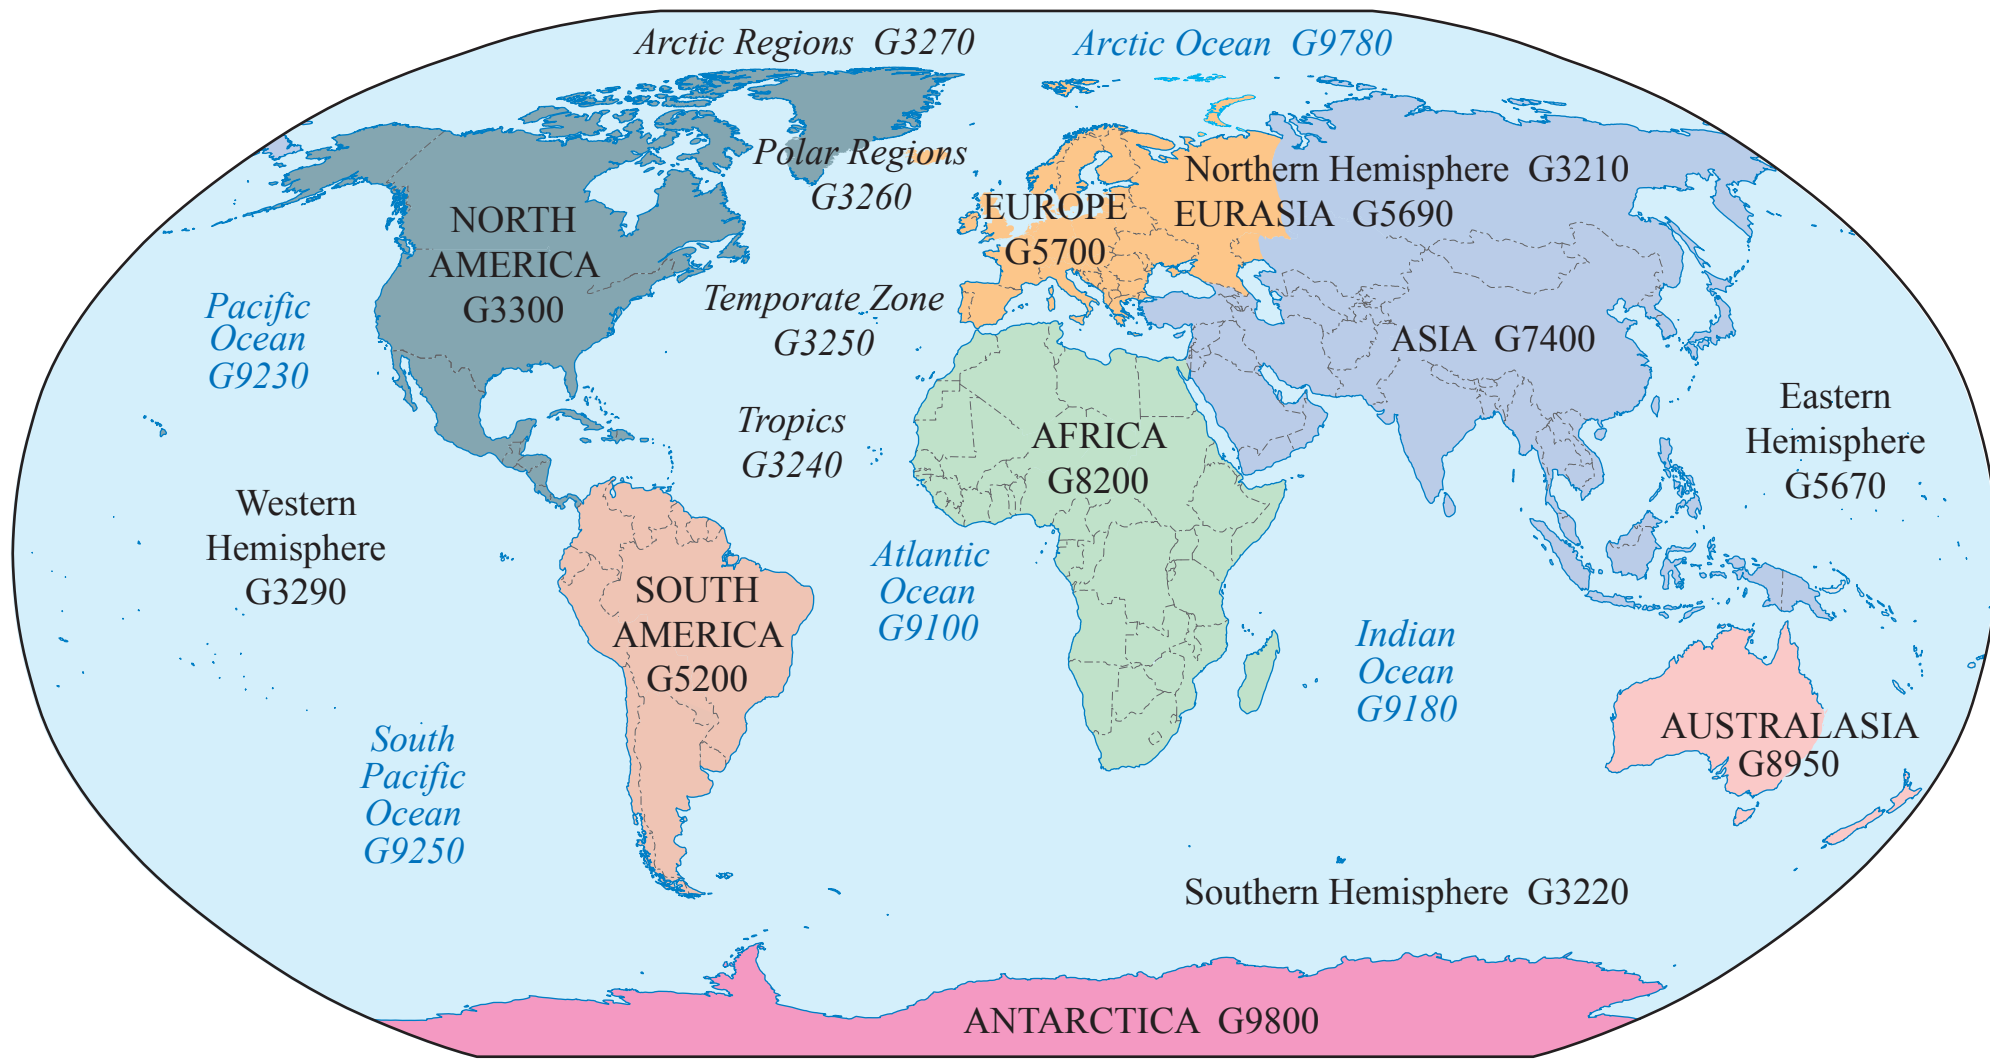 Arctic Regions G3270
Arctic Ocean G9780
Polar Regions
G3260
Northern Hemisphere G3210
EURASIA G5690
EUROPE
G5700
NORTH
AMERICA
G3300
Pacific
Ocean
G9230
Temporate Zone
G3250
ASIA G7400
Tropics
G3240
AFRICA
G8200
Eastern
Hemisphere
G5670
Western
Hemisphere
G3290
Atlantic
Ocean
G9100
SOUTH
AMERICA
G5200
Indian
Ocean
G9180
South
Pacific
Ocean
G9250
AUSTRALASIA
G8950
Southern Hemisphere G3220
ANTARCTICA G9800